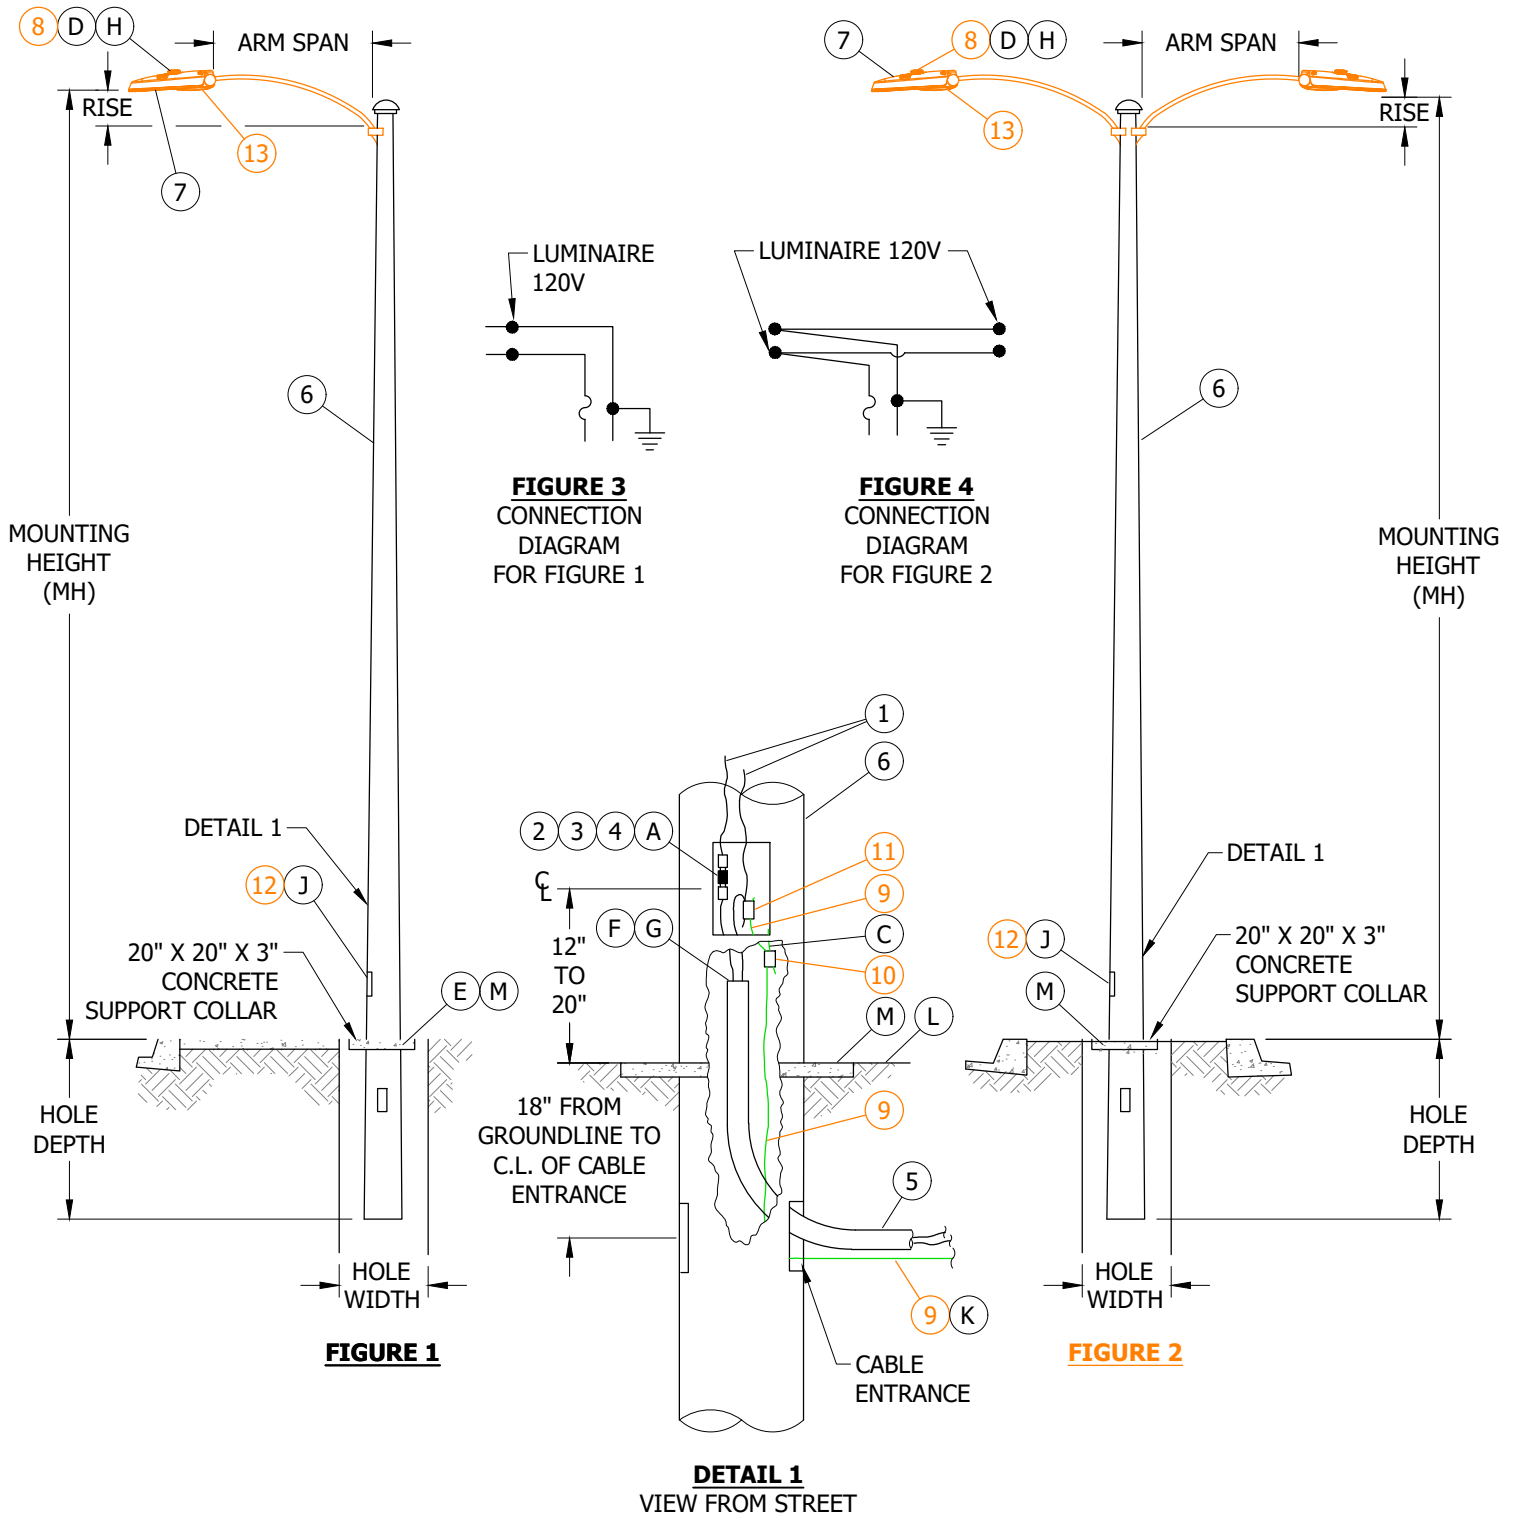 8 D H
ARM SPAN
RISE
13
7
7
8 D H
ARM SPAN
13
RISE
LUMINAIRE
120V
LUMINAIRE 120V
6
6
FIGURE 3
CONNECTION
DIAGRAM
FOR FIGURE 1
FIGURE 4
CONNECTION
DIAGRAM
FOR FIGURE 2
MOUNTING
HEIGHT
(MH)
MOUNTING
HEIGHT
(MH)
DETAIL 1
12 J
20" X 20" X 3"
CONCRETE
SUPPORT COLLAR
E M
HOLE
DEPTH
HOLE
WIDTH
FIGURE 1
1
6
2 3 4 A
11
9
CL
F G
C
10
12"
TO
20"
M L
18" FROM
GROUNDLINE TO
C.L. OF CABLE
ENTRANCE
9
5
9 K
CABLE
ENTRANCE
DETAIL 1
VIEW FROM STREET
DETAIL 1
12 J
M
20" X 20" X 3"
CONCRETE
SUPPORT COLLAR
HOLE
DEPTH
HOLE
WIDTH
FIGURE 2